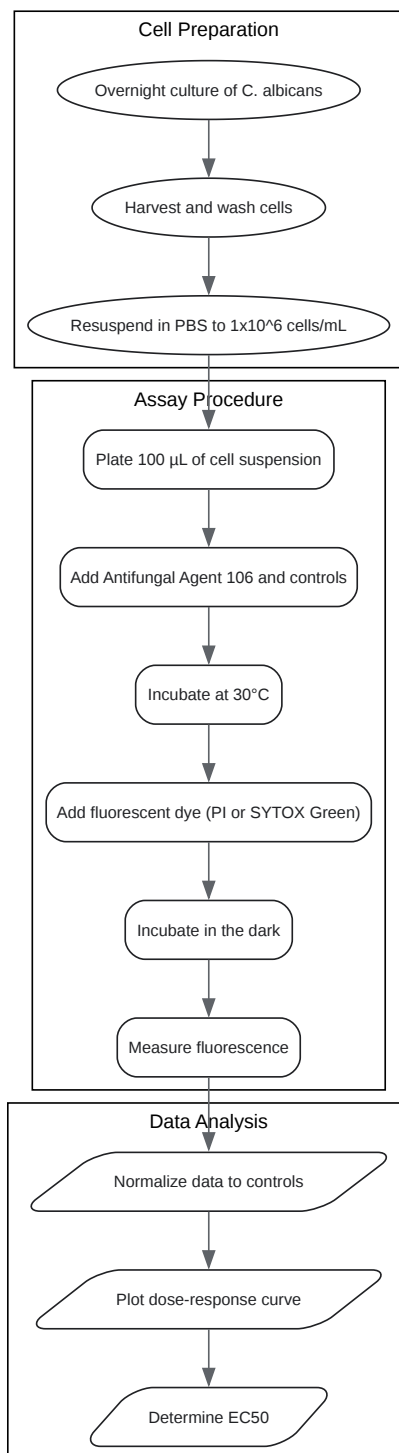 Cell Preparation
Overnight culture of C. albicans
Harvest and wash cells
Resuspend in PBS to 1x10^6 cells/mL
Assay Procedure
Plate 100 µL of cell suspension
Add Antifungal Agent 106 and controls
Incubate at 30°C
Add fluorescent dye (PI or SYTOX Green)
Incubate in the dark
Measure fluorescence
Data Analysis
Normalize data to controls
Plot dose-response curve
Determine EC50